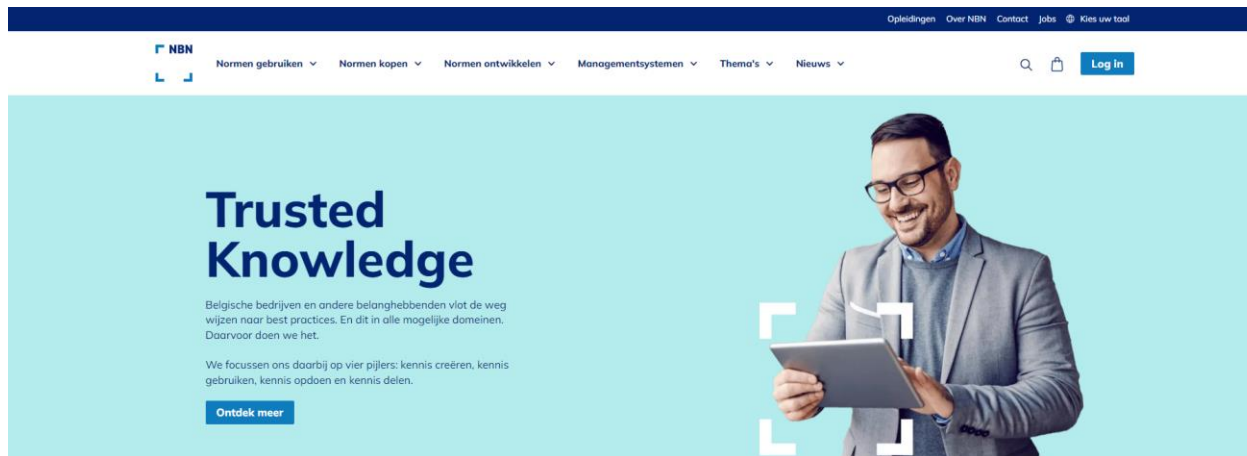 Opleidingen Over NBN Contact Jobs Kies uw taal
NBN
Normen gebruiken Normen kopen Normen ontwikkelen Managementsystemen Thema's Nieuws Log in
Trusted
Knowledge
Belgische bedrijven en andere belanghebbenden vlot de weg
wijzen naar best practices. En dit in alle mogelijke domeinen.
Daarvoor doen we het.
We focussen ons daarbij op vier pijlers: kennis creëren, kennis
gebruiken, kennis opdoen en kennis delen.
Ontdek meer